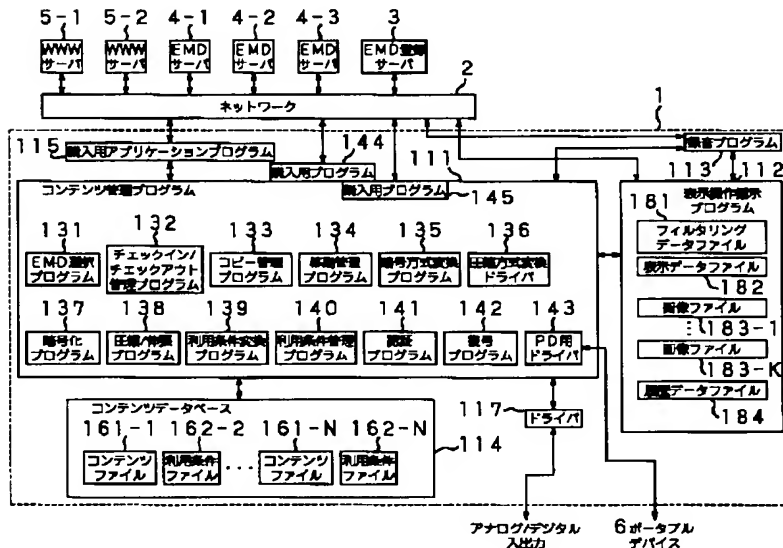 5-1 5-2 4-1 4-2 4-3 3
WWW
サーバ
WWW
サーバ
EMD
サーバ
EMD
サーバ
EMD
サーバ
EMD登録
サーバ
2
ネットワーク
1
115
購入用アプリケーションプログラム
144
購入用プログラム
111
購入用プログラム
145
録音プログラム
113
112
コンテンツ管理プログラム
131
EMD選択
プログラム
132
チェックイン/
チェックアウト
管理プログラム
133
コピー管理
プログラム
134
移動管理
プログラム
135
暗号方式変換
プログラム
136
圧縮方式変換
ドライバ
137
暗号化
プログラム
138
圧縮/伸張
プログラム
139
利用条件変換
プログラム
140
利用条件管理
プログラム
141
認証
プログラム
142
復号
プログラム
143
PD用
ドライバ
表示操作指示
プログラム
181
フィルタリング
データファイル
表示データファイル
182
画像ファイル
183-1
画像ファイル
183-K
履歴データファイル
184
コンテンツデータベース
161-1 162-2 161-N 162-N
コンテンツ
ファイル
利用条件
ファイル
...
コンテンツ
ファイル
利用条件
ファイル
114
117
ドライバ
アナログ/デジタル
入出力
6 ポータブル
デバイス